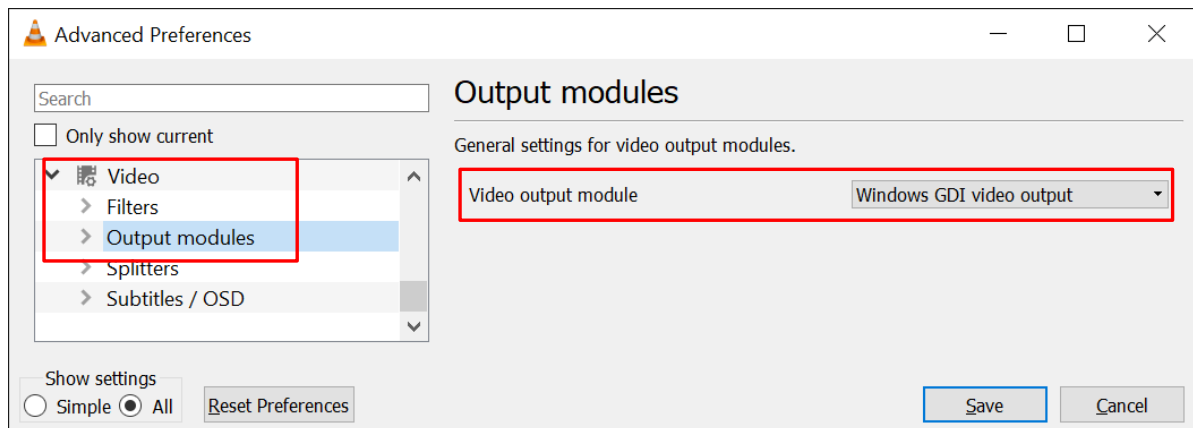 Advanced Preferences
Search
Only show current
Video
Filters
Output modules
Splitters
Subtitles / OSD
Output modules
General settings for video output modules.
Video output module Windows GDI video output
Show settings
Simple All Reset Preferences Save Cancel